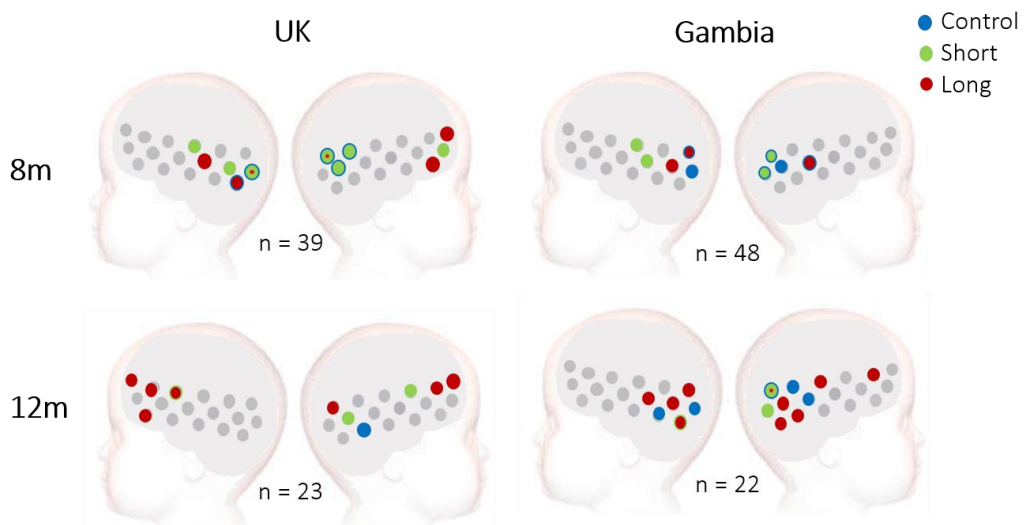 UK
Gambia
Control
Short
Long
8m
n = 39
n = 48
12m
n = 23
n = 22